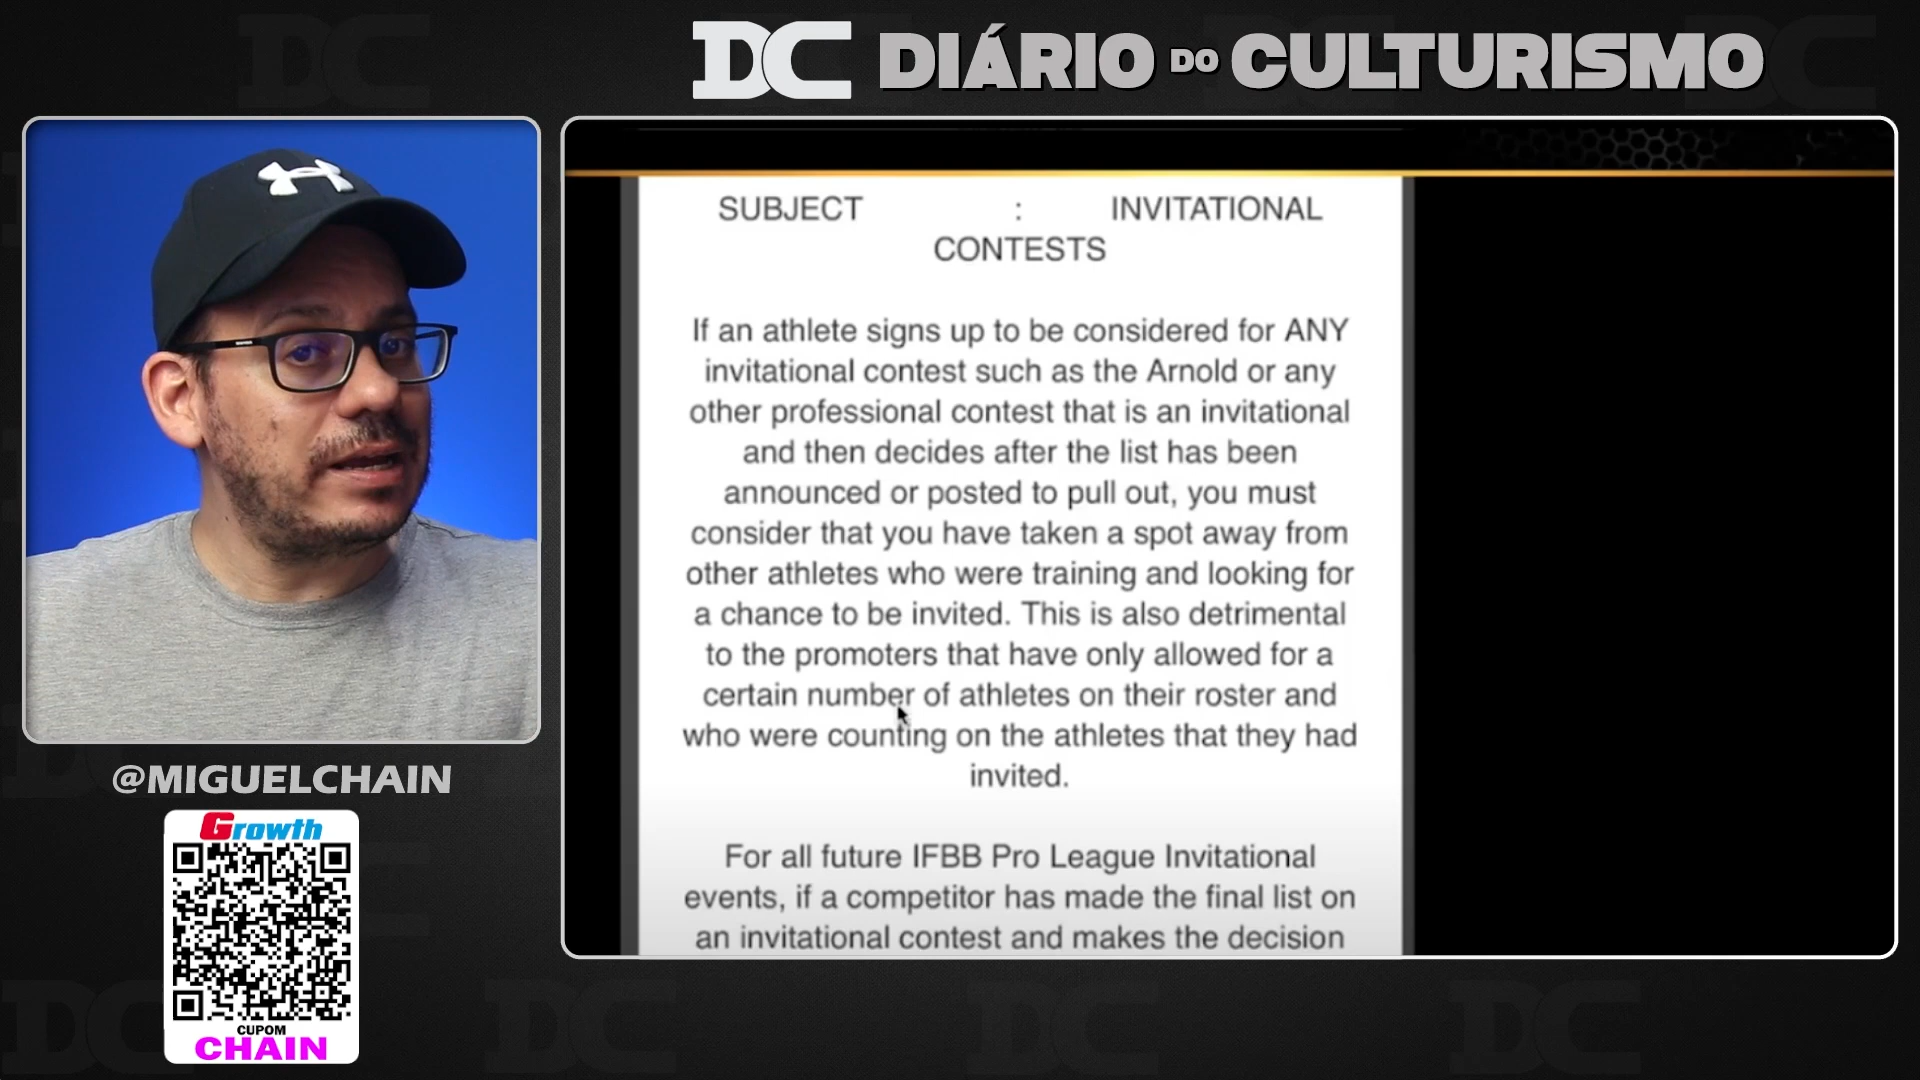 DC DIÁRIO DO CULTURISMO
SUBJECT : INVITATIONAL
CONTESTS
If an athlete signs up to be considered for ANY
invitational contest such as the Arnold or any
other professional contest that is an invitational
and then decides after the list has been
announced or posted to pull out, you must
consider that you have taken a spot away from
other athletes who were training and looking for
a chance to be invited. This is also detrimental
to the promoters that have only allowed for a
certain number of athletes on their roster and
who were counting on the athletes that they had
invited.
For all future IFBB Pro League Invitational
events, if a competitor has made the final list on
an invitational contest and makes the decision
@MIGUELCHAIN
Growth
CUPOM
CHAIN